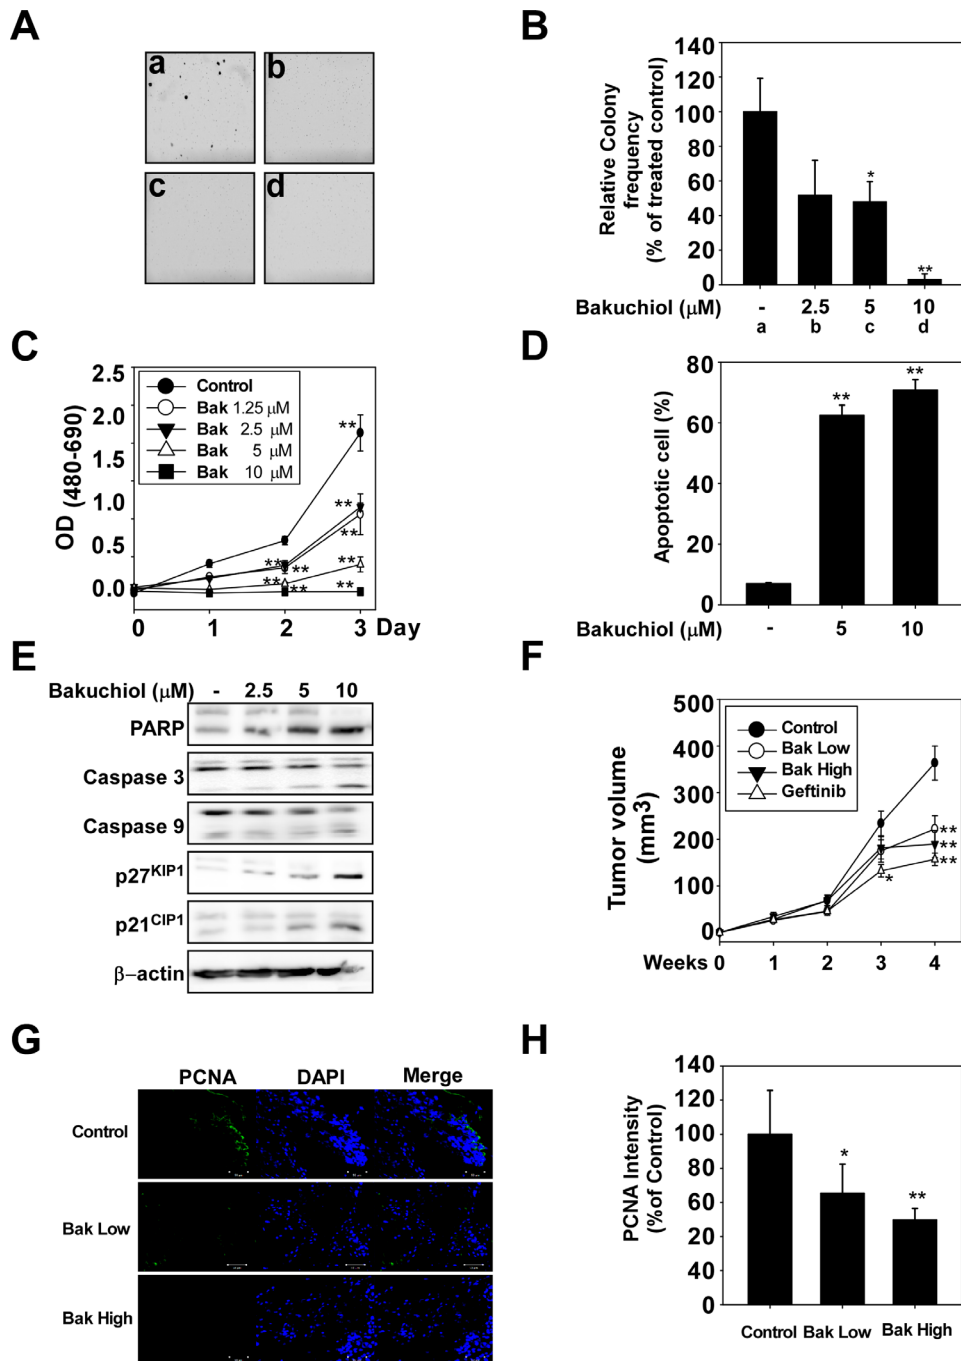 A
a
b
c
d
B
Relative Colony
frequency
(% of treated control)
140
120
100
80
60
40
20
0
Bakuchiol (μM) - 2.5 5 10
a b c d
*
**
C
OD (480-690)
2.5
2.0
1.5
1.0
0.5
0.0
Control
Bak 1.25 μM
Bak 2.5 μM
Bak 5 μM
Bak 10 μM
**
**
**
**
**
**
**
**
**
0 1 2 3 Day
D
Apoptotic cell (%)
80
60
40
20
0
**
**
Bakuchiol (μM) - 5 10
E
Bakuchiol (μM) - 2.5 5 10
PARP
Caspase 3
Caspase 9
p27KIP1
p21CIP1
β-actin
F
Tumor volume
(mm3)
500
400
300
200
100
0
Control
Bak Low
Bak High
Geftinib
*
**
**
**
Weeks 0 1 2 3 4
G
PCNA DAPI Merge
Control
Bak Low
Bak High
H
PCNA Intensity
(%of Control)
140
120
100
80
60
20
40
0
*
**
Control Bak Low Bak High